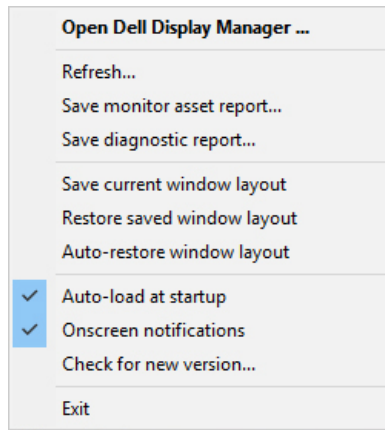 Open Dell Display Manager ...
Refresh...
Save monitor asset report...
Save diagnostic report...
Save current window layout
Restore saved window layout
Auto-restore window layout
Auto-load at startup
Onscreen notifications
Check for new version...
Exit